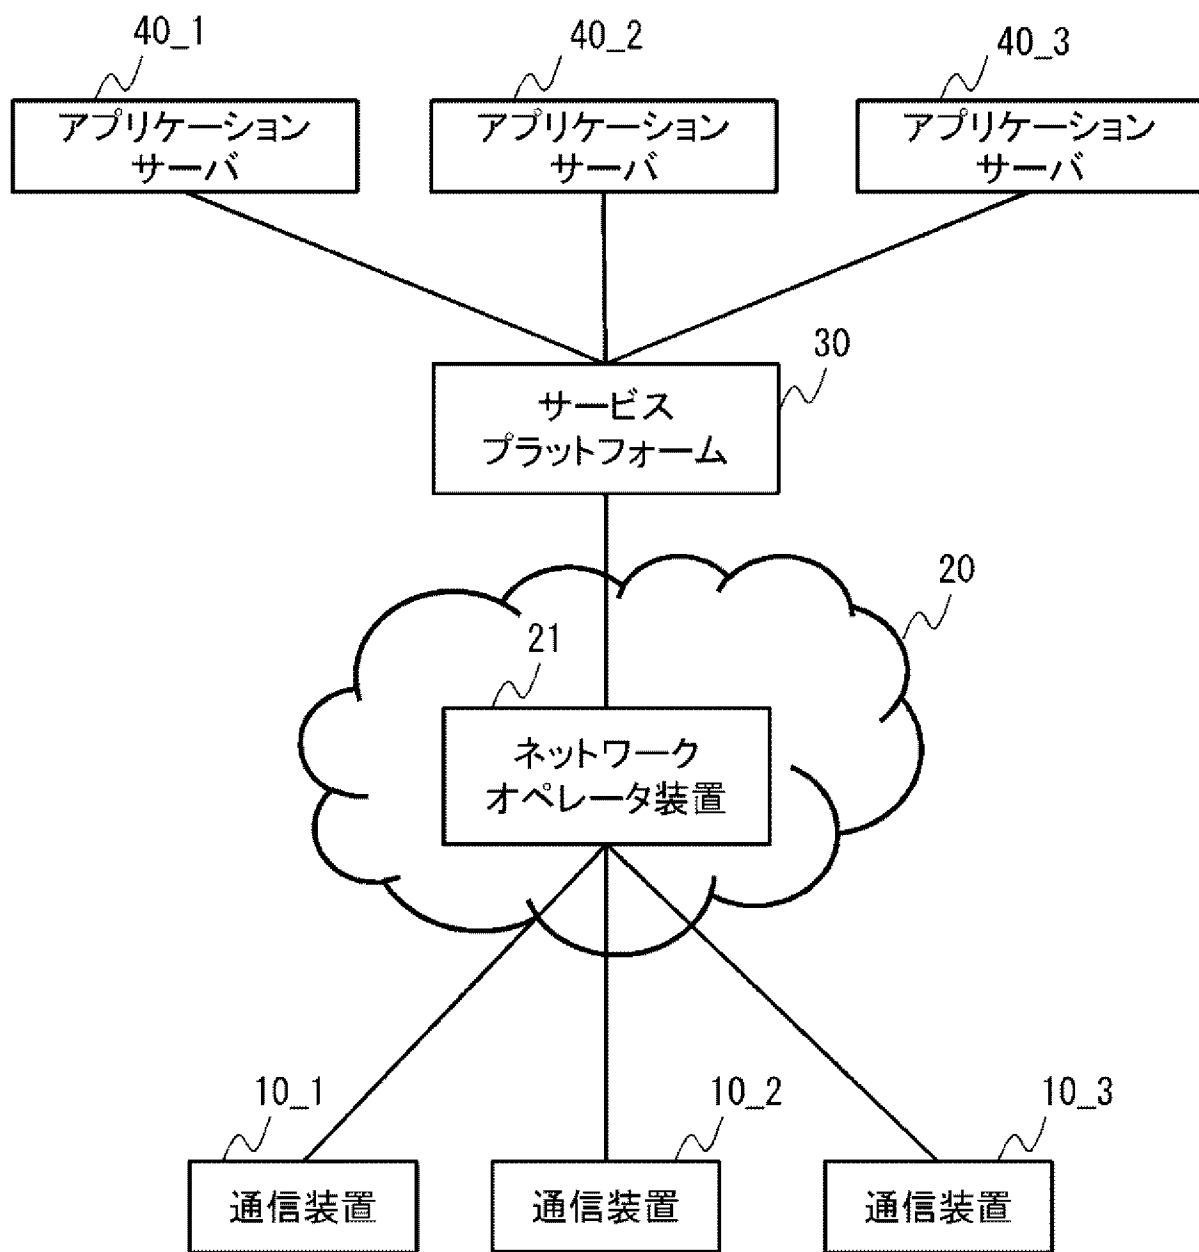 40_1
40_2
40_3
アプリケーション
サーバ
アプリケーション
サーバ
アプリケーション
サーバ
30
サービス
プラットフォーム
20
21
ネットワーク
オペレータ装置
10_1
10_2
10_3
通信装置
通信装置
通信装置